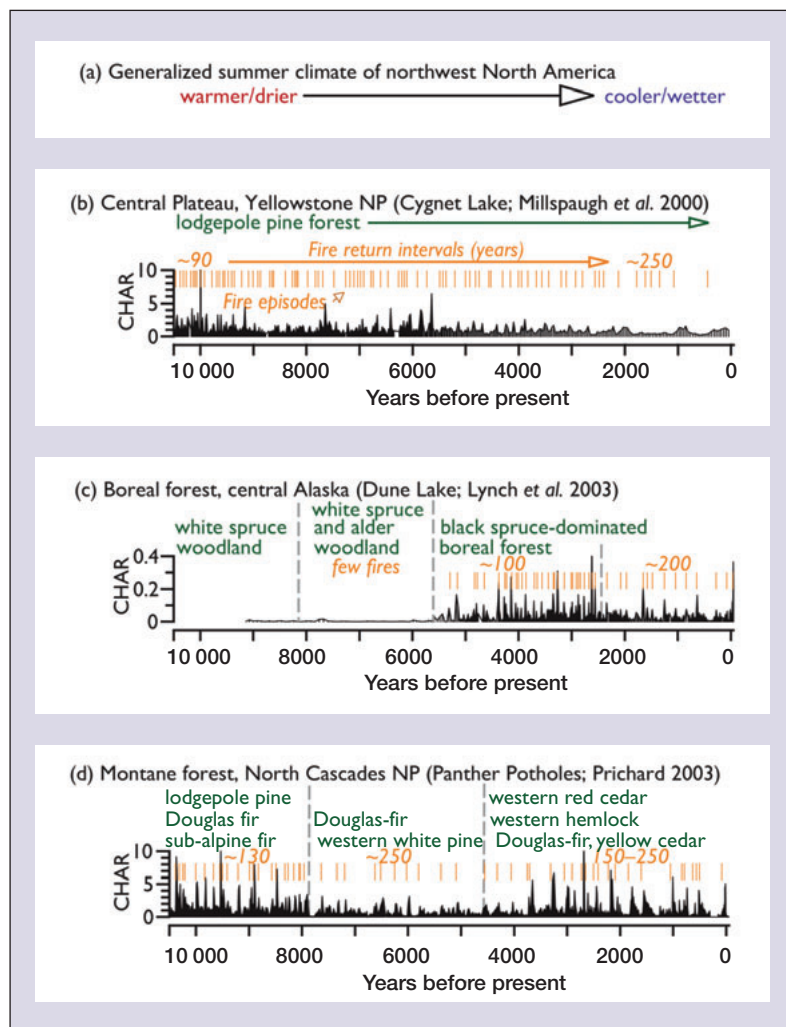 (a) Generalized summer climate of northwest North America
warmer/drier cooler/wetter
(b) Central Plateau, Yellowstone NP (Cygnet Lake; Millspaugh et al. 2000)
lodgepole pine forest
Fire return intervals (years)
~90 ~250
Fire episodes
CHAR
10
5
0
10 000 8000 6000 4000 2000 0
Years before present
(c) Boreal forest, central Alaska (Dune Lake; Lynch et al. 2003)
white spruce
woodland
white spruce
and alder
woodland
few fires
black spruce-dominated
boreal forest
~100 ~200
CHAR
0.4
0.2
0
10 000 8000 6000 4000 2000 0
Years before present
(d) Montane forest, North Cascades NP (Panther Potholes; Prichard 2003)
lodgepole pine
Douglas fir
sub-alpine fir
~130
Douglas-fir
western white pine
~250
western red cedar
western hemlock
Douglas-fir, yellow cedar
150–250
CHAR
10
5
0
10 000 8000 6000 4000 2000 0
Years before present